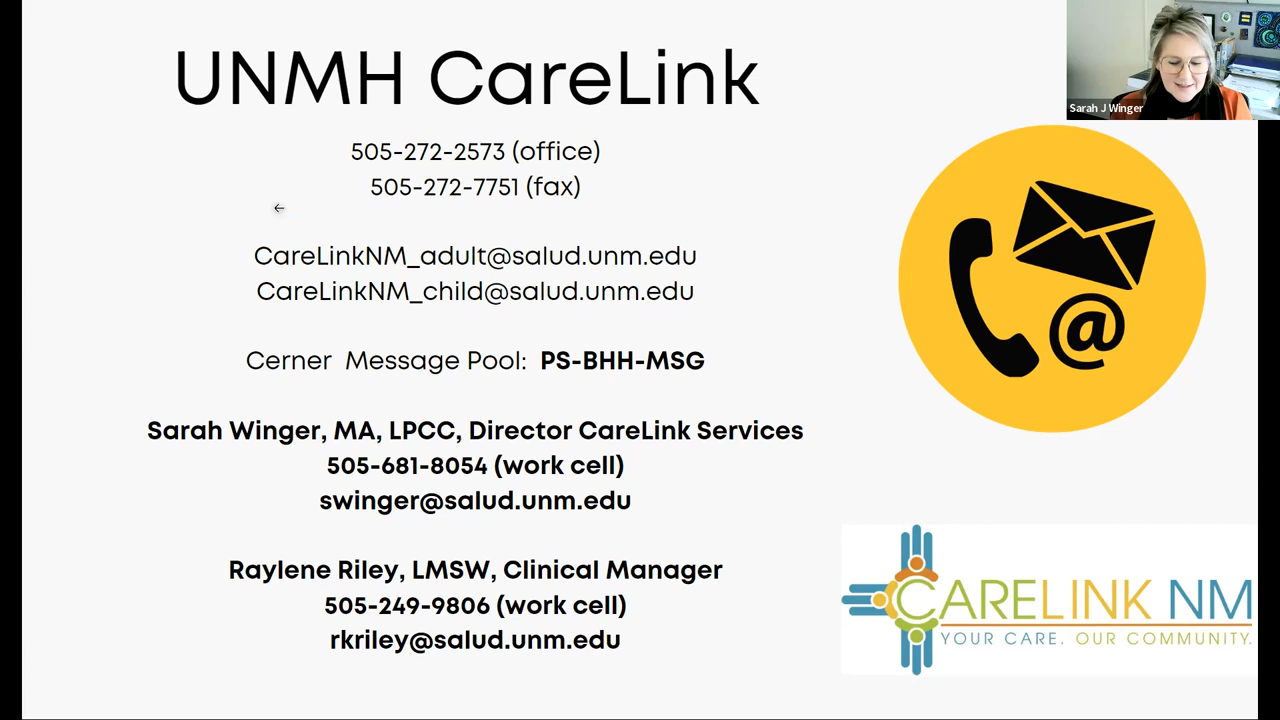 UNMH CareLink
Sarah J Winger
505-272-2573 (office)
505-272-7751 (fax)
CareLinkNM_adult@salud.unm.edu
CareLinkNM_child@salud.unm.edu
Cerner Message Pool: PS-BHH-MSG
Sarah Winger, MA, LPCC, Director CareLink Services
505-681-8054 (work cell)
swinger@salud.unm.edu
Raylene Riley, LMSW, Clinical Manager
505-249-9806 (work cell)
rkriley@salud.unm.edu
@
CARELINK NM
YOUR CARE. OUR COMMUNITY.